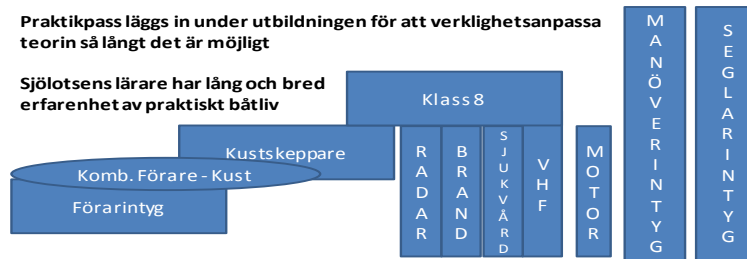 Praktikpass läggs in under utbildningen för att verklighetsanpassa
teorin så långt det är möjligt
Sjölotsens lärare har lång och bred
erfarenhet av praktiskt båtliv
Klass 8
Kustskeppare
Komb. Förare - Kust
Förarintyg
RADAR
BRAND
SJUKVÅRD
VHF
MOTOR
MANÖVERINTYG
SEGLARINTYG